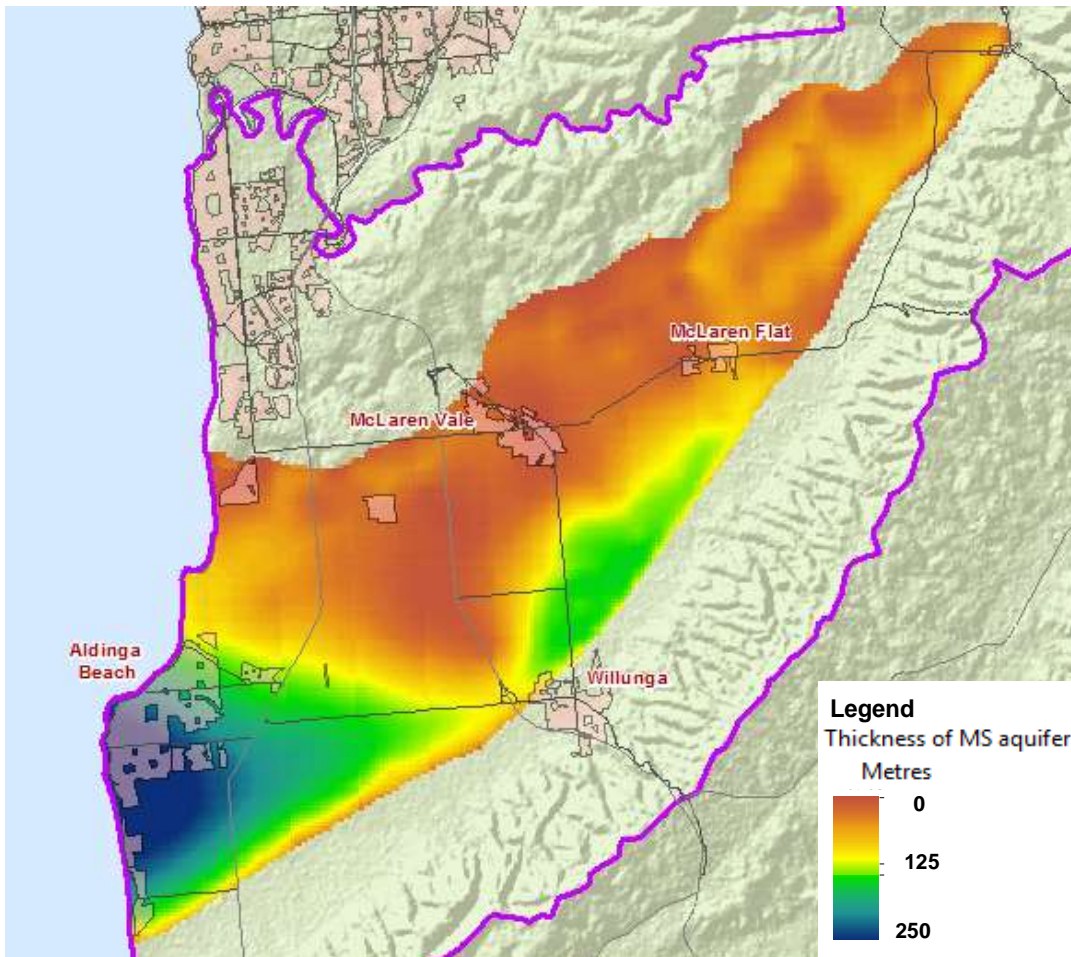 McLaren Flat
McLaren Vale
Aldinga
Beach
Willunga
Legend
Thickness of MS aquifer
Metres
0
125
250